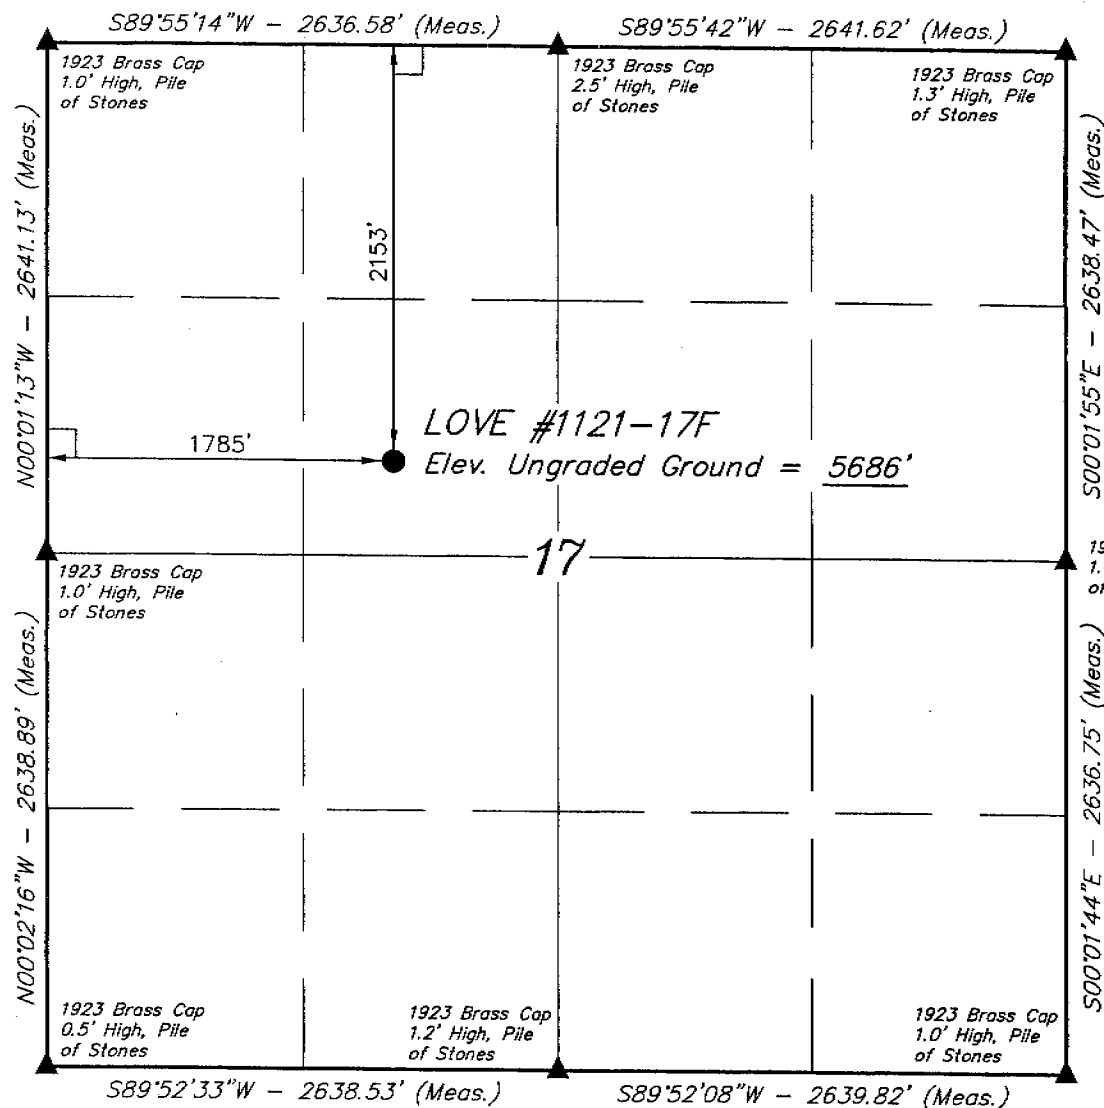 S89°55'14"W - 2636.58' (Meas.)
S89°55'42"W - 2641.62' (Meas.)
1923 Brass Cap
1.0' High, Pile
of Stones
1923 Brass Cap
2.5' High, Pile
of Stones
1923 Brass Cap
1.3' High, Pile
of Stones
N00°01'13"W - 2641.13' (Meas.)
2153'
S00°01'55"E - 2638.47' (Meas.)
LOVE #1121-17F
1785'
Elev. Ungraded Ground = 5686'
17
1923 Brass Cap
1.0' High, Pile
of Stones
N00°02'16"W - 2638.89' (Meas.)
S00°01'44"E - 2636.75' (Meas.)
1923 Brass Cap
0.5' High, Pile
of Stones
1923 Brass Cap
1.2' High, Pile
of Stones
1923 Brass Cap
1.0' High, Pile
of Stones
S89°52'33"W - 2638.53' (Meas.)
S89°52'08"W - 2639.82' (Meas.)